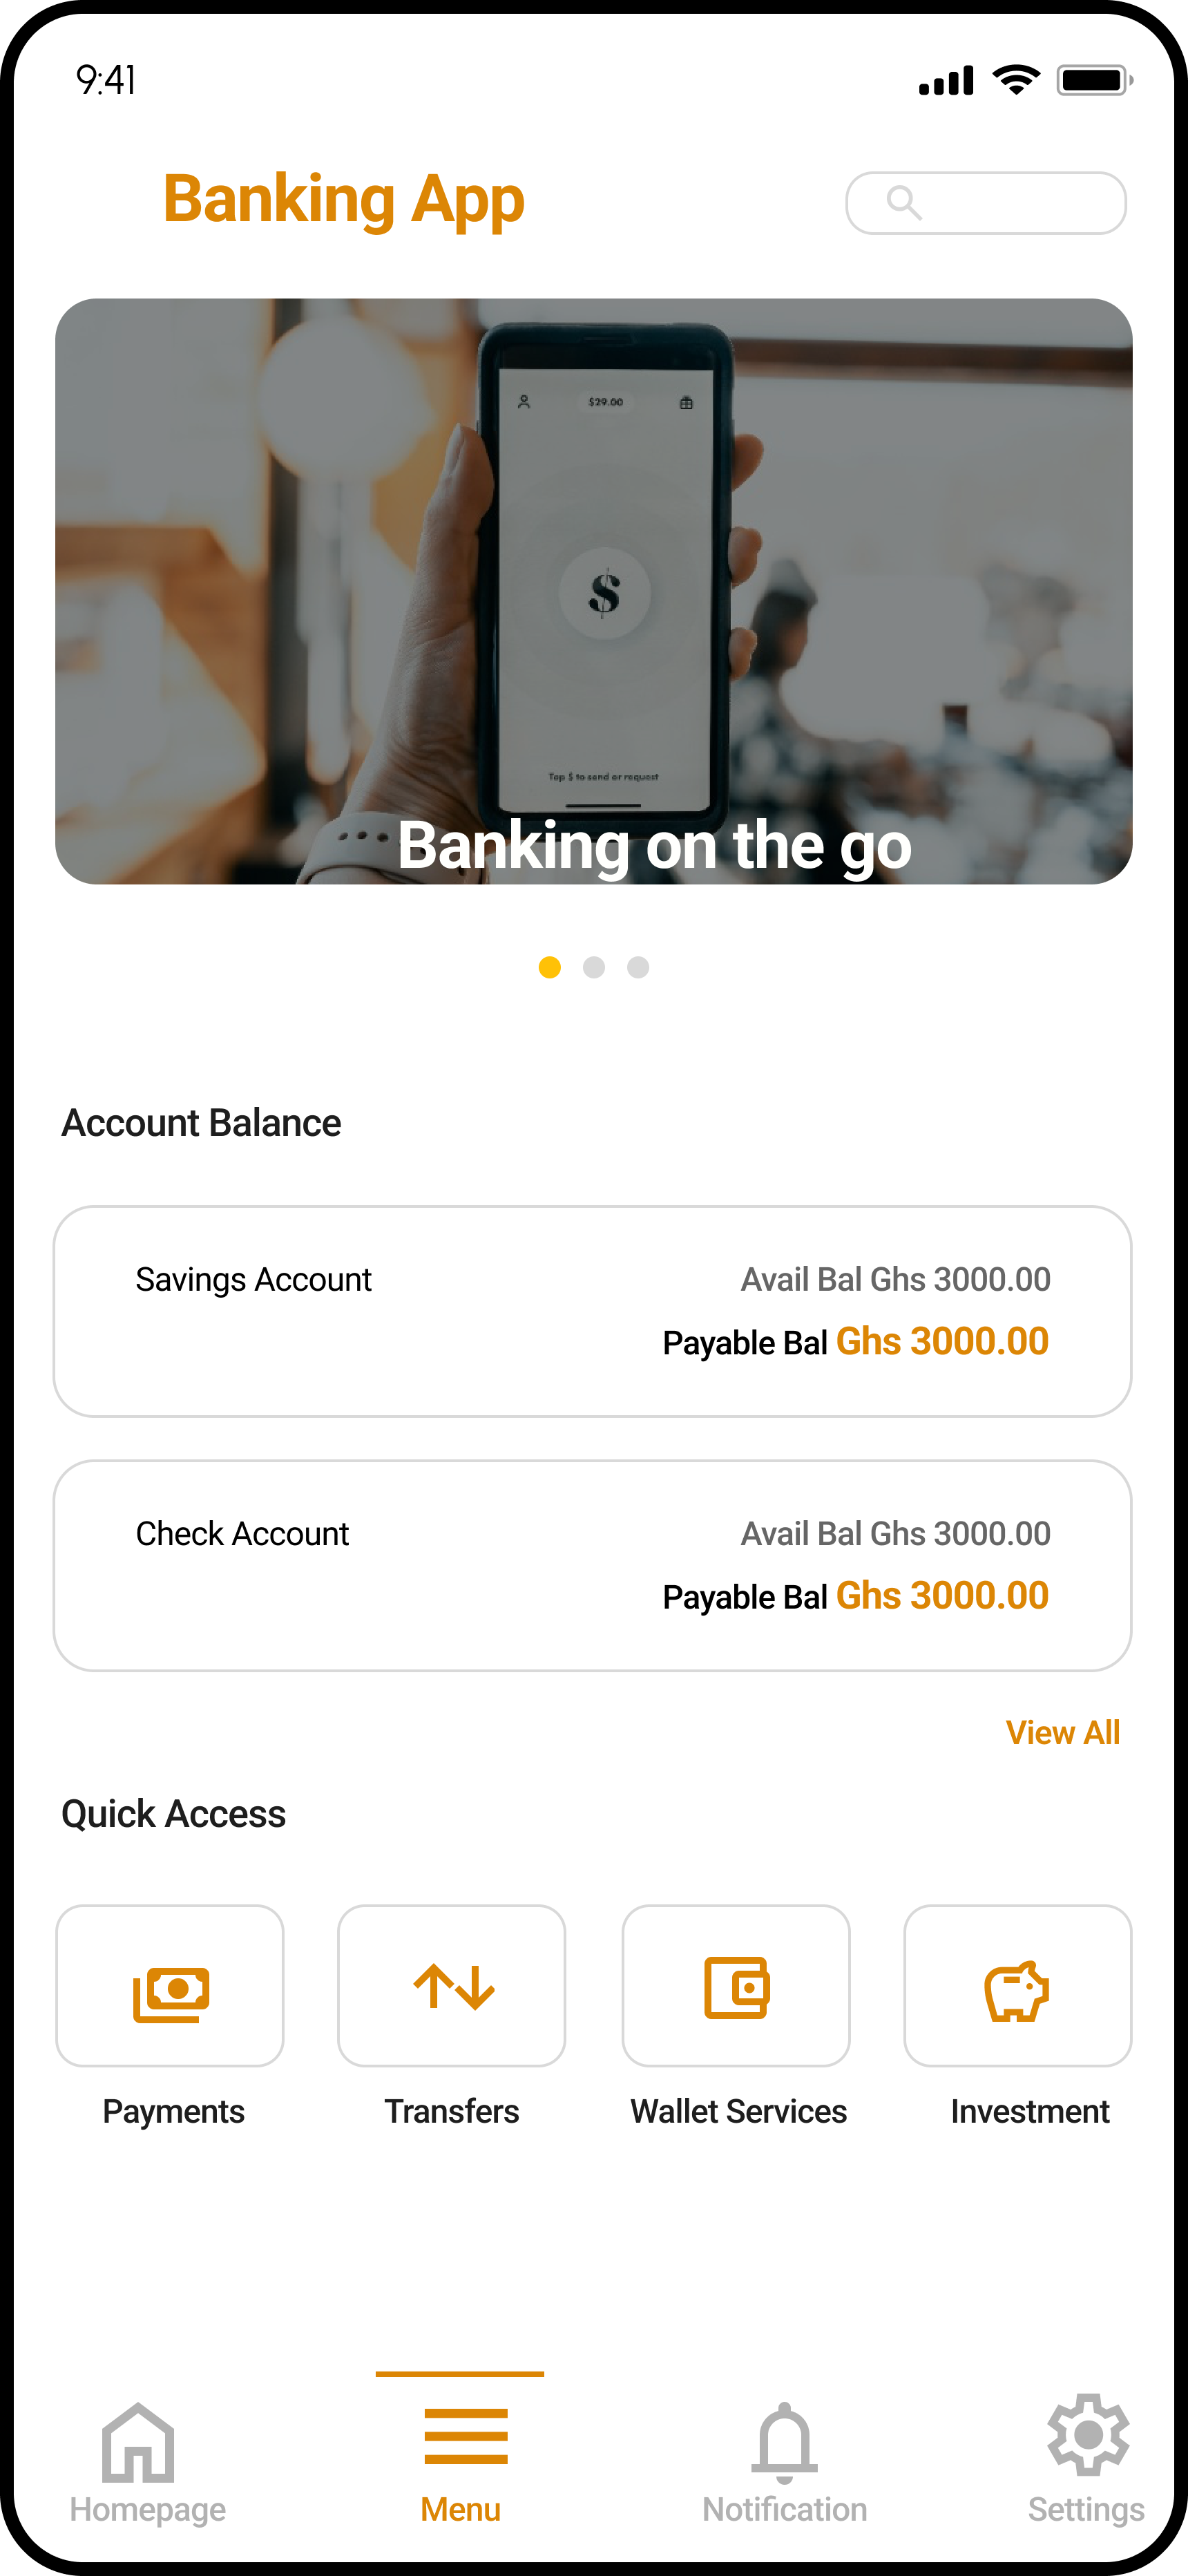 9:41
Banking App
$29.00
$
Tap $ to send or request
Banking on the go
Account Balance
Savings Account
Avail Bal Ghs 3000.00
Payable Bal Ghs 3000.00
Check Account
Avail Bal Ghs 3000.00
Payable Bal Ghs 3000.00
View All
Quick Access
Payments
Transfers
Wallet Services
Investment
Homepage
Menu
Notification
Settings